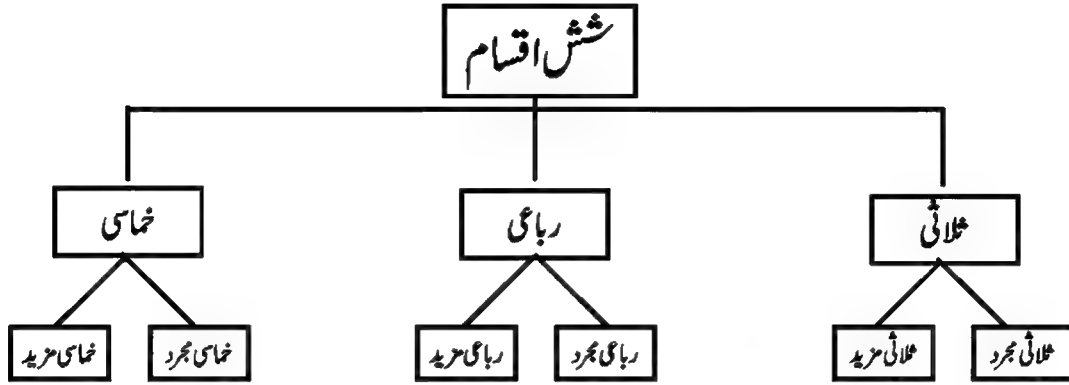 شش اقسام
ثلاثی
رباعی
خماسی
ثلاثی مجرد
ثلاثی مزید
رباعی مجرد
رباعی مزید
خماسی مجرد
خماسی مزید